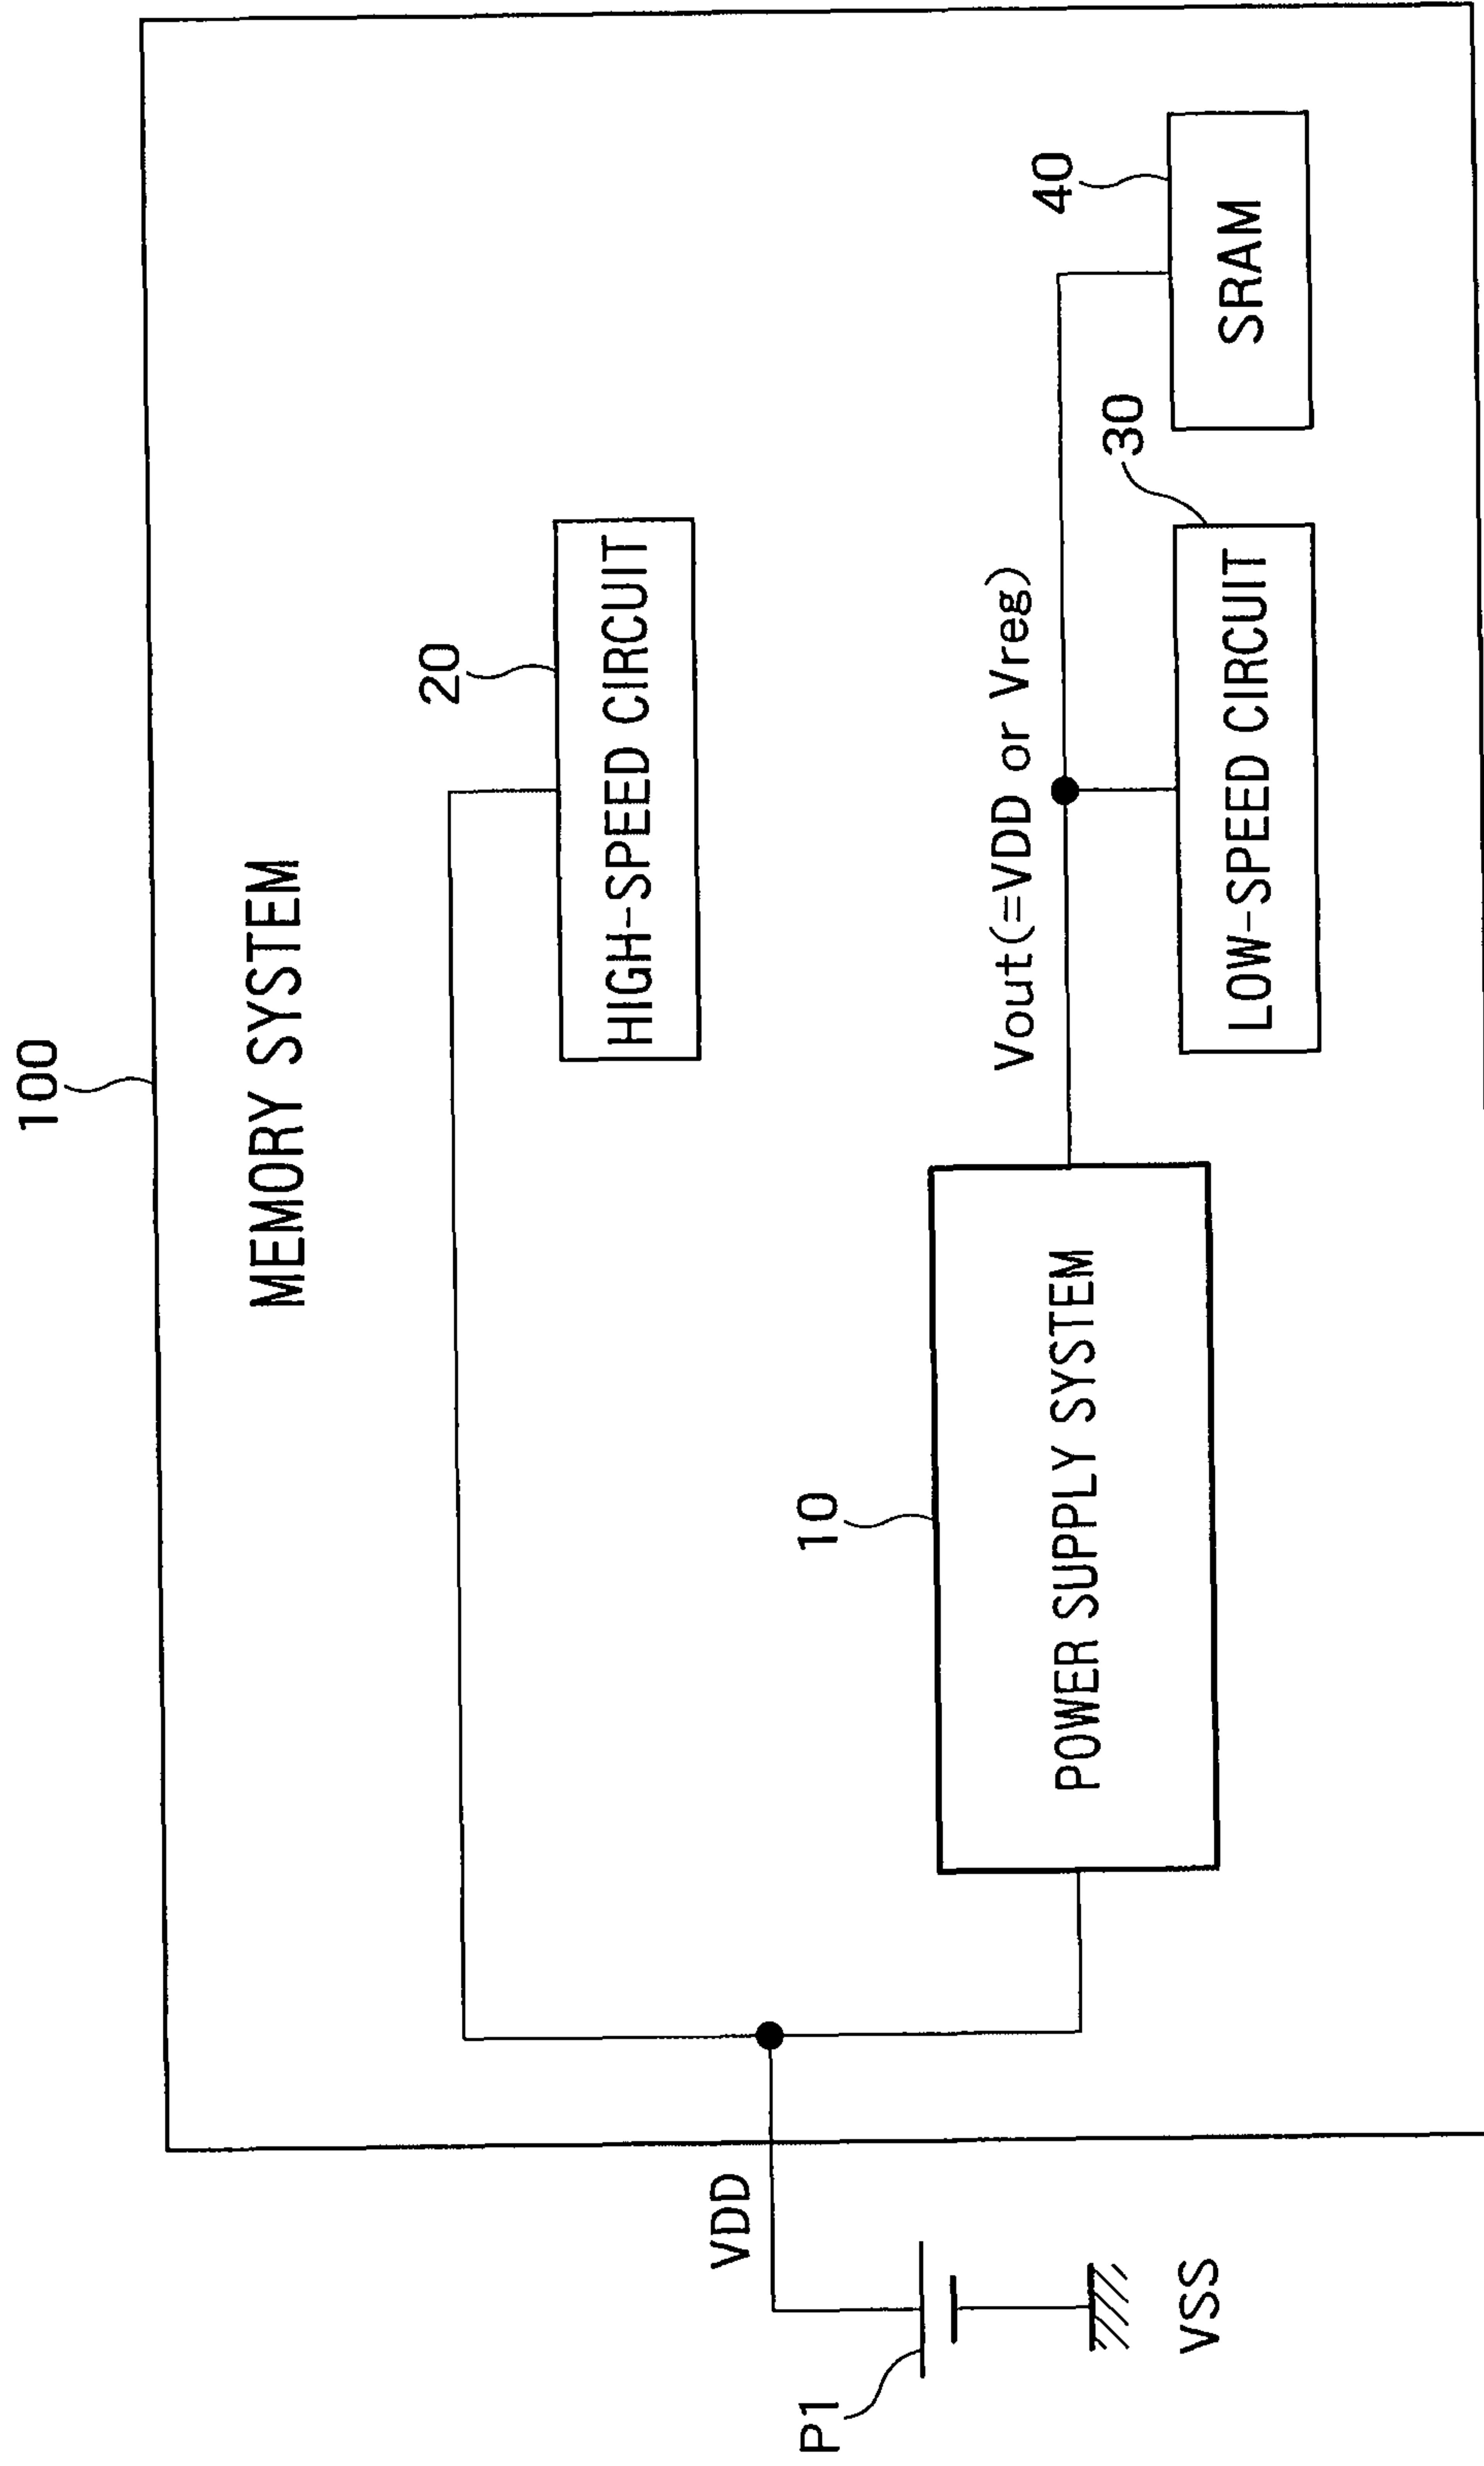 100
MEMORY SYSTEM
20
HIGH-SPEED CIRCUIT
VDD
P1
VSS
10
POWER SUPPLY SYSTEM
Vout(=VDD or Vreg)
40
SRAM
30
LOW-SPEED CIRCUIT